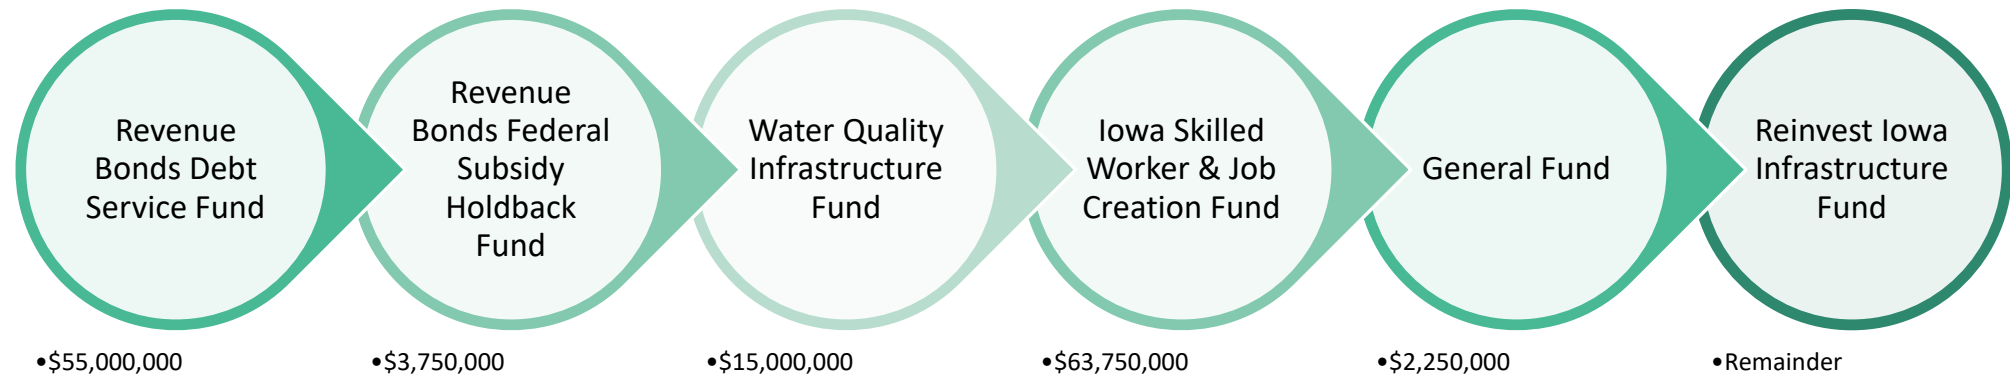 Revenue
Bonds Debt
Service Fund
Revenue
Bonds Federal
Subsidy
Holdback
Fund
Water Quality
Infrastructure
Fund
Iowa Skilled
Worker & Job
Creation Fund
General Fund
Reinvest Iowa
Infrastructure
Fund
•$55,000,000
•$3,750,000
•$15,000,000
•$63,750,000
•$2,250,000
•Remainder